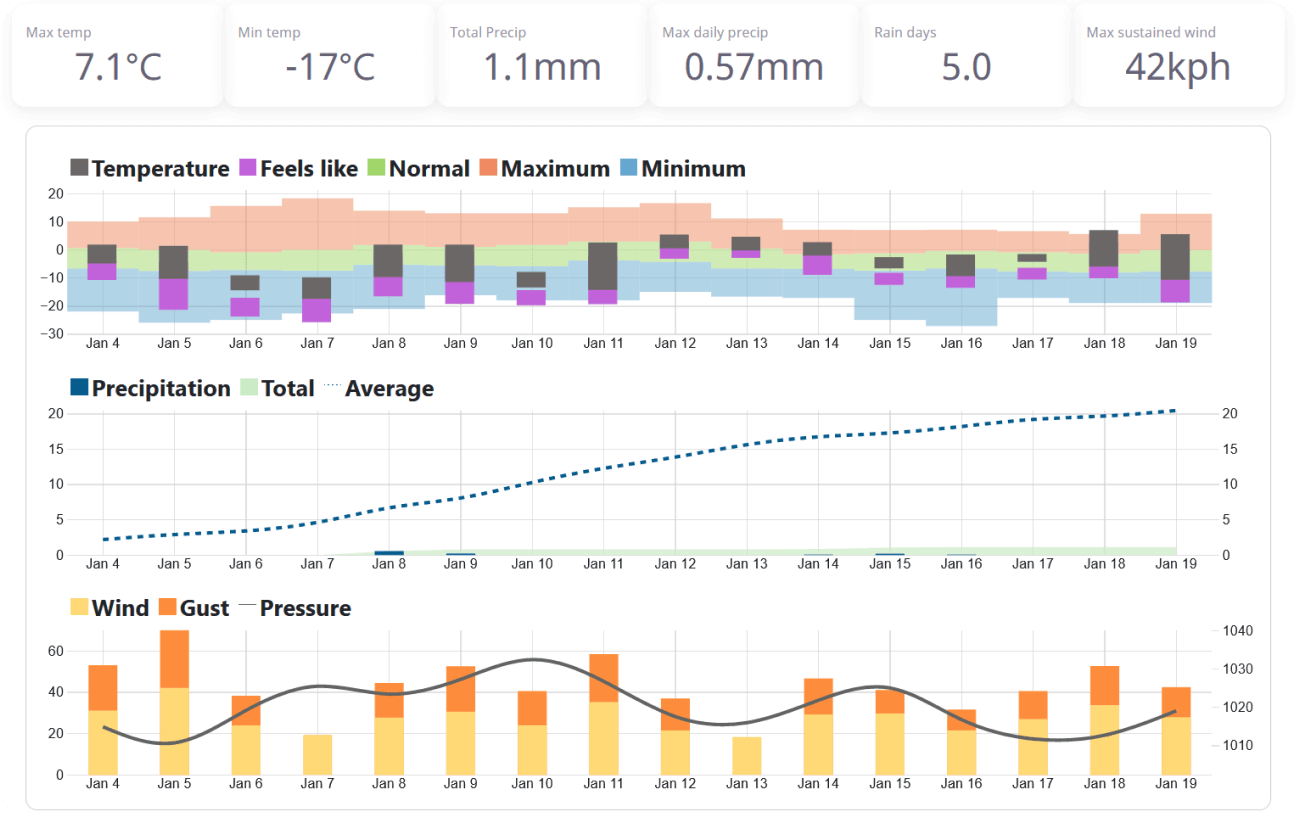 Max temp Min temp Total Precip Max daily precip Rain days Max sustained wind
7.1°C -17°C 1.1mm 0.57mm 5.0 42kph
Temperature Feels like Normal Maximum Minimum
20
10
0
−10
−20
−30
Jan 4 Jan 5 Jan 6 Jan 7 Jan 8 Jan 9 Jan 10 Jan 11 Jan 12 Jan 13 Jan 14 Jan 15 Jan 16 Jan 17 Jan 18 Jan 19
Precipitation Total Average
20 20
15 15
10 10
5 5
0 0
Jan 4 Jan 5 Jan 6 Jan 7 Jan 8 Jan 9 Jan 10 Jan 11 Jan 12 Jan 13 Jan 14 Jan 15 Jan 16 Jan 17 Jan 18 Jan 19
Wind Gust Pressure
1040
60
1030
40
1020
20
1010
0
Jan 4 Jan 5 Jan 6 Jan 7 Jan 8 Jan 9 Jan 10 Jan 11 Jan 12 Jan 13 Jan 14 Jan 15 Jan 16 Jan 17 Jan 18 Jan 19